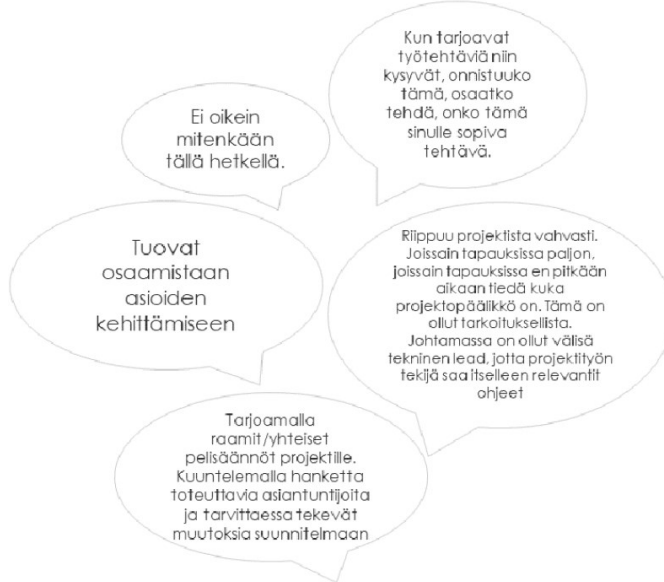 Kun tarjoavat
työtehtäviä niin
kysyvät, onnistuuko
tämä, osaatko
tehdä, onko tämä
sinulle sopiva
tehtävä.
Ei oikein
mitenkään
tällä hetkellä.
Tuovat
osaamistaan
asioiden
kehittämiseen
Riippuu projektista vahvasti.
Joissain tapauksissa paljon,
joissain tapauksissa en pitkään
aikaan tiedä kuka
projektopäälikkö on. Tämä on
ollut tarkoituksellista.
Johtamassa on ollut välisä
tekninen lead, jotta projektityön
tekijä saa itselleen relevantit
ohjeet
Tarjoamalla
raamit/yhteiset
pelisäännöt projektille.
Kuuntelemalla hanketta
toteuttavia asiantuntijoita
ja tarvittaessa tekevät
muutoksia suunnitelmaan